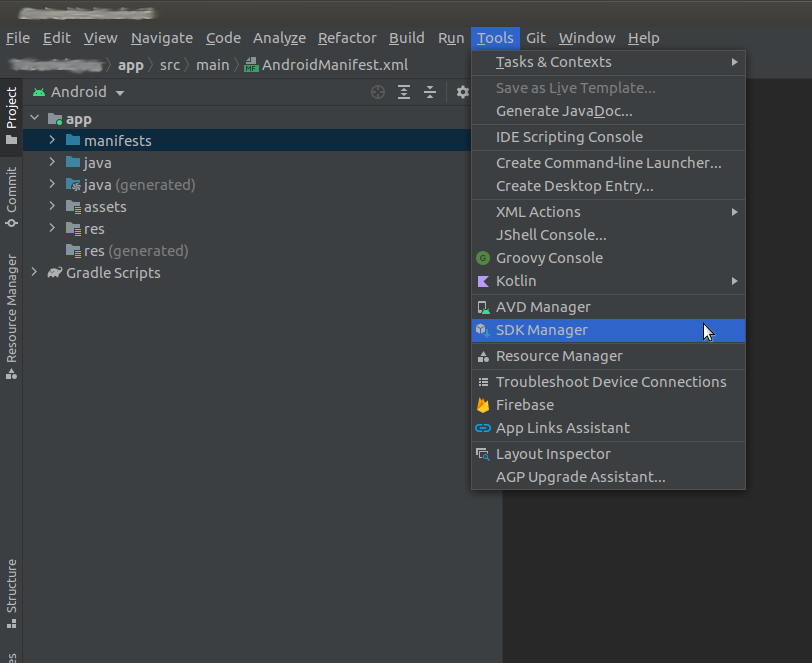 File Edit View Navigate Code Analyze Refactor Build Run Tools Git Window Help
app src main AndroidManifest.xml
Android
app
manifests
java
java (generated)
assets
res
res (generated)
Gradle Scripts
Project
Commit
Resource Manager
Structure
Tasks & Contexts
Save as Live Template...
Generate JavaDoc...
IDE Scripting Console
Create Command-line Launcher...
Create Desktop Entry...
XML Actions
JShell Console...
Groovy Console
Kotlin
AVD Manager
SDK Manager
Resource Manager
Troubleshoot Device Connections
Firebase
App Links Assistant
Layout Inspector
AGP Upgrade Assistant...